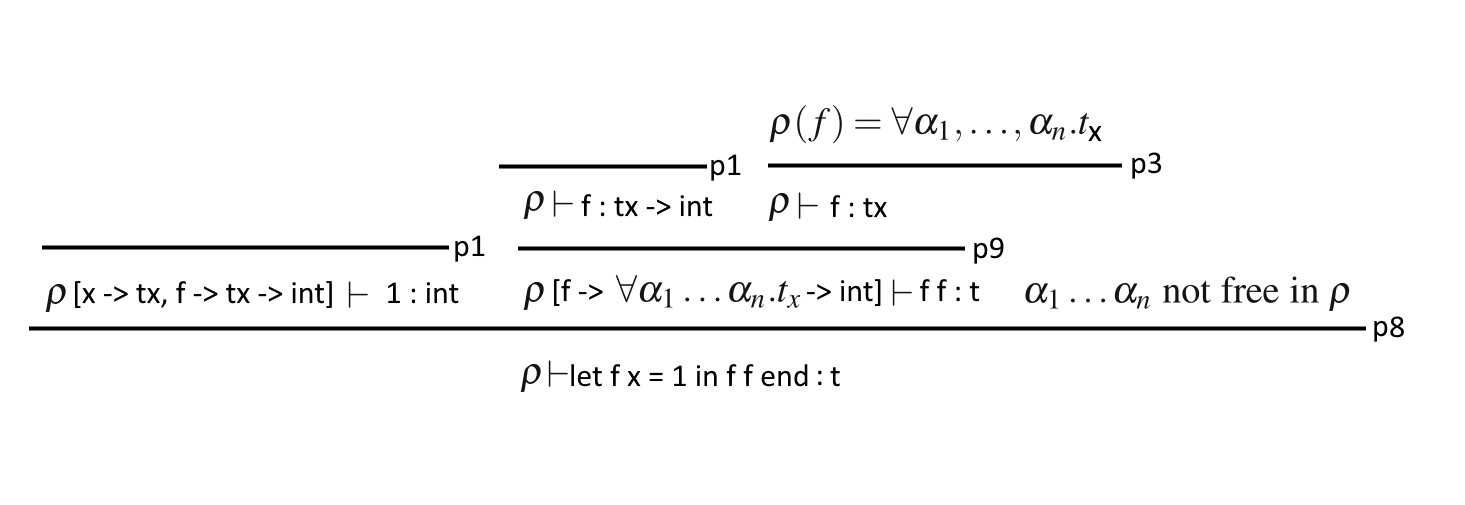 ρ(f) = ∀α₁,…,αₙ.tx
p1
p3
ρ ⊢ f : tx -> int
ρ ⊢ f : tx
p1
p9
ρ [x -> tx, f -> tx -> int] ⊢ 1 : int
ρ [f -> ∀α₁…αₙ.tₓ -> int] ⊢ f f : t
α₁…αₙ not free in ρ
p8
ρ ⊢ let f x = 1 in f f end : t